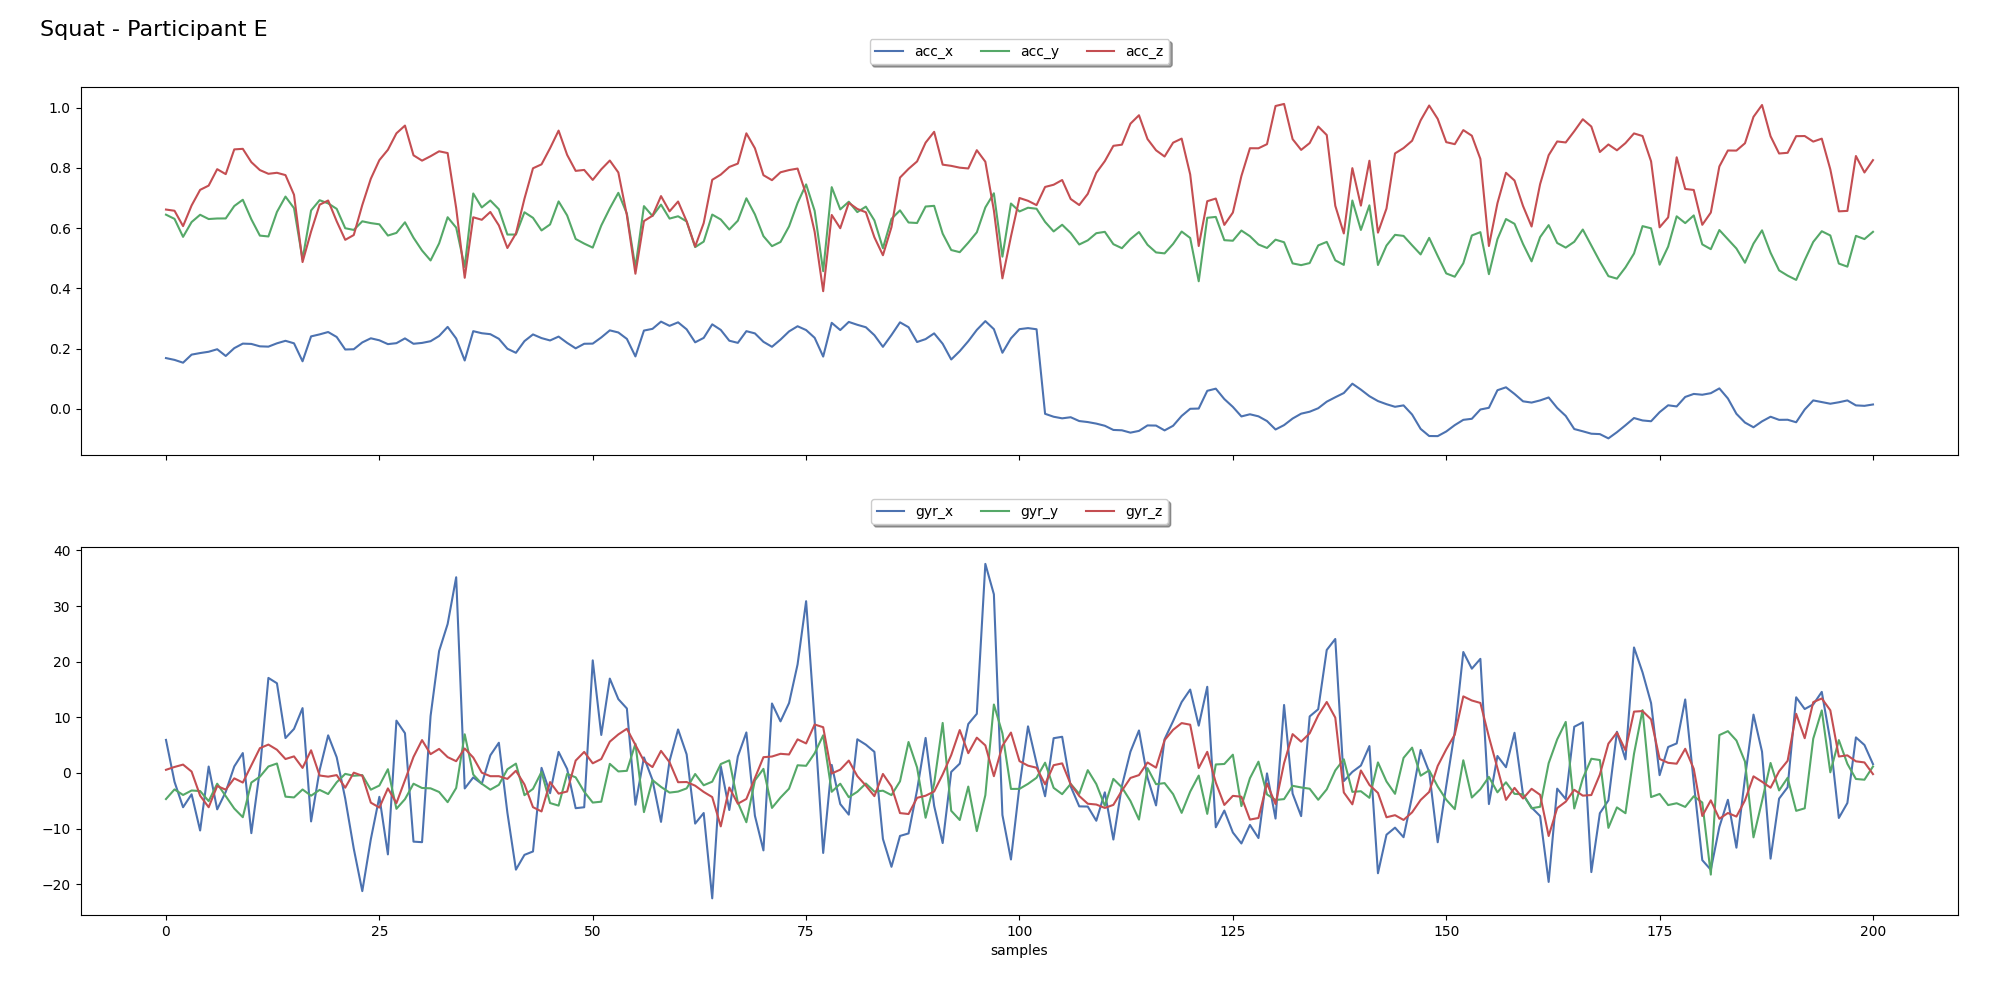 Squat - Participant E
acc_x acc_y acc_z
1.0
0.8
0.6
0.4
0.2
0.0
gyr_x gyr_y gyr_z
40
30
20
10
0
−10
−20
0 25 50 75 100 125 150 175 200
samples